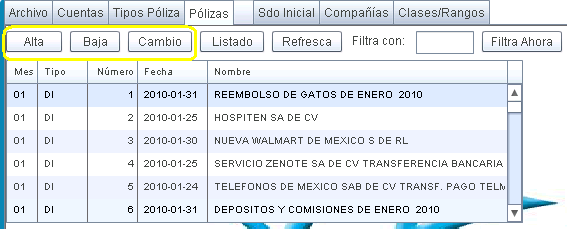 Archivo Cuentas Tipos Póliza Pólizas Sdo Inicial Compañías Clases/Rangos
Alta Baja Cambio Listado Refresca Filtra con: Filtra Ahora
Mes Tipo Número Fecha Nombre
01 DI 1 2010-01-31 REEMBOLSO DE GATOS DE ENERO 2010
01 DI 2 2010-01-25 HOSPITEN SA DE CV
01 DI 3 2010-01-30 NUEVA WALMART DE MEXICO S DE RL
01 DI 4 2010-01-25 SERVICIO ZENOTE SA DE CV TRANSFERENCIA BANCARIA
01 DI 5 2010-01-24 TELEFONOS DE MEXICO SAB DE CV TRANSF. PAGO TELM
01 DI 6 2010-01-31 DEPOSITOS Y COMISIONES DE ENERO 2010